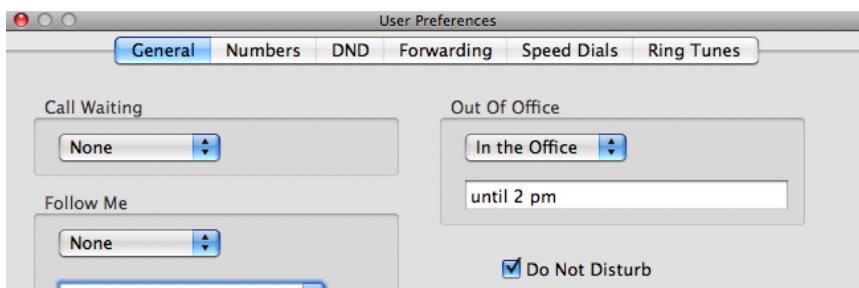 User Preferences
General Numbers DND Forwarding Speed Dials Ring Tunes
Call Waiting
None
Follow Me
None
Out Of Office
In the Office
until 2 pm
Do Not Disturb